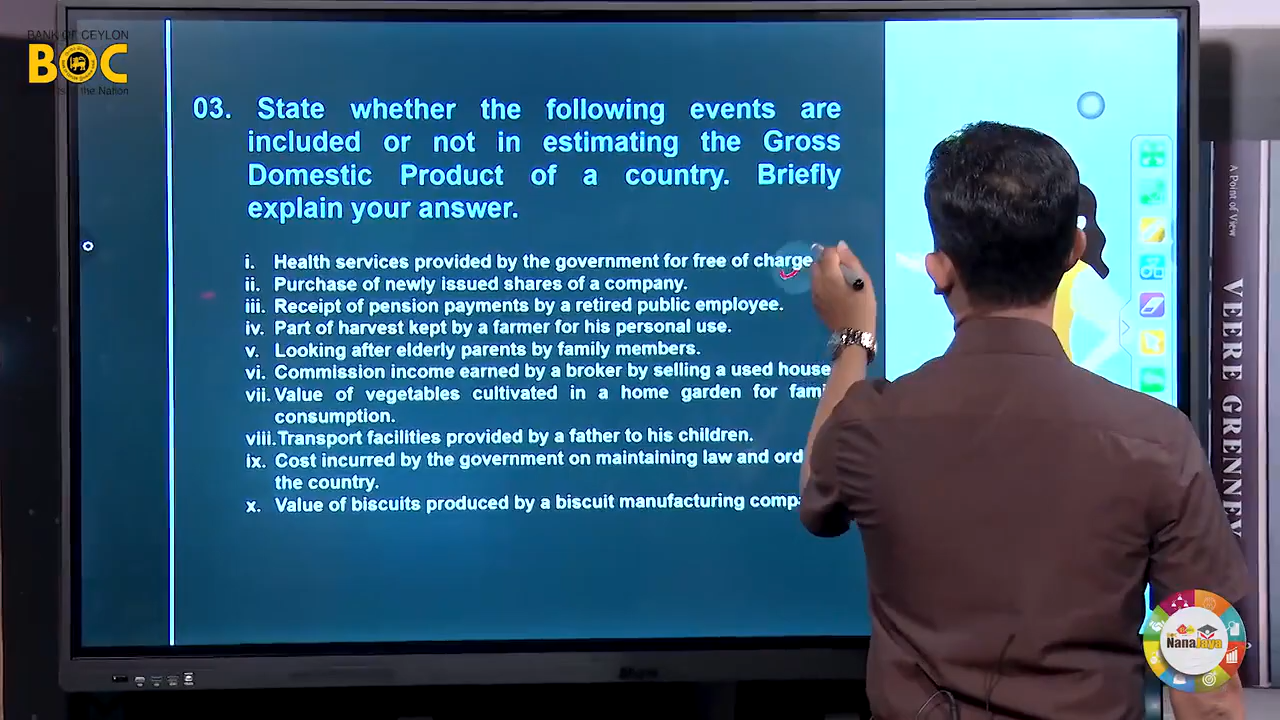 BANK OF CEYLON
BOC
the Nation
03. State whether the following events are
included or not in estimating the Gross
Domestic Product of a country. Briefly
explain your answer.
i. Health services provided by the government for free of charge
ii. Purchase of newly issued shares of a company.
iii. Receipt of pension payments by a retired public employee.
iv. Part of harvest kept by a farmer for his personal use.
v. Looking after elderly parents by family members.
vi. Commission income earned by a broker by selling a used house
vii. Value of vegetables cultivated in a home garden for
consumption.
viii. Transport facilities provided by a father to his children.
ix. Cost incurred by the government on maintaining law and
the country.
x. Value of biscuits produced by a biscuit manufacturing
A Point of View
VEERE GRENNEY
NanaJaya